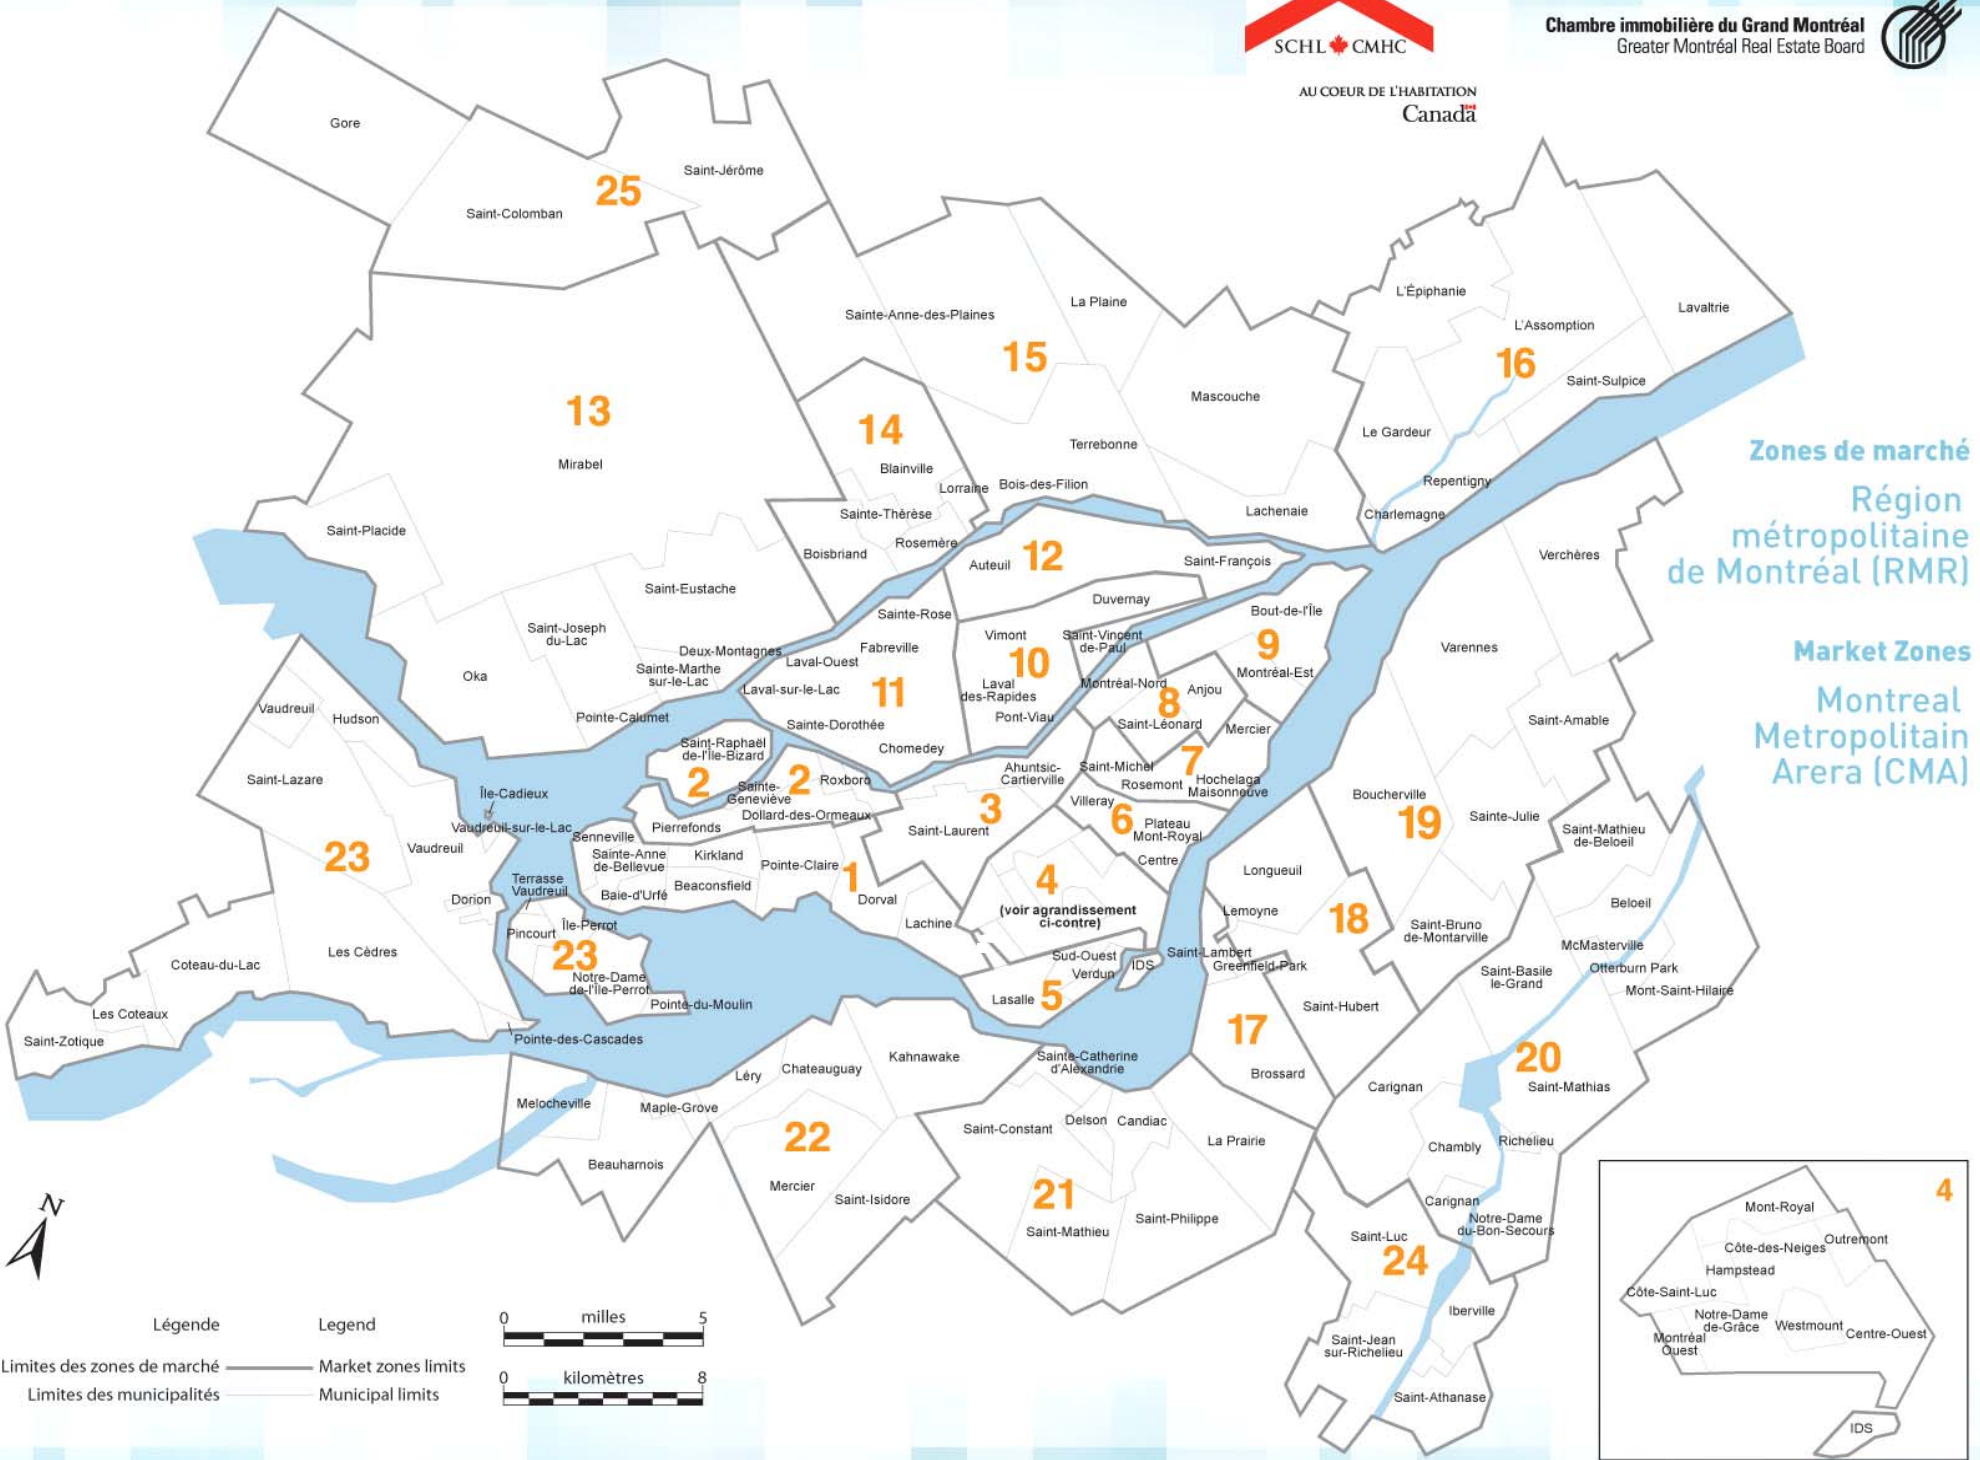 SCHL CMHC
AU COEUR DE L'HABITATION
Canada
Chambre immobilière du Grand Montréal
Greater Montréal Real Estate Board
Gore
Saint-Colomban
25
Saint-Jérôme
13
Mirabel
Saint-Placide
Oka
Saint-Joseph
du-Lac
Saint-Eustache
Deux-Montagnes
Sainte-Marthe
sur-le-Lac
Pointe-Calumet
Sainte-Anne-des-Plaines
La Plaine
15
Mascouche
Terrebonne
Bois-des-Filion
Lachenaie
14
Blainville
Lorraine
Sainte-Thérèse
Rosemère
Boisbriand
L'Épiphanie
L'Assomption
Lavaltrie
16
Saint-Sulpice
Le Gardeur
Repentigny
Charlemagne
Zones de marché
Région
métropolitaine
de Montréal (RMR)
Market Zones
Montreal
Metropolitain
Arera (CMA)
Auteuil
12
Saint-François
Duvernay
Vimont
Saint-Vincent
de-Paul
10
Laval
des-Rapides
Pont-Viau
Sainte-Rose
Fabreville
Laval-Ouest
Laval-sur-le-Lac
11
Sainte-Dorothée
Chomedey
Bout-de-l'Île
9
Montréal-Est
Montréal-Nord
8
Anjou
Saint-Léonard
Mercier
Saint-Michel
7
Rosemont
Hochelaga
Maisonneuve
Ahuntsic-
Cartierville
3
Saint-Laurent
Villeray
6
Plateau
Mont-Royal
Centre
4
(voir agrandissement
ci-contre)
Saint-Raphaël
de-l'Île-Bizard
2
2
Roxboro
Sainte-
Geneviève
Dollard-des-Ormeaux
Pierrefonds
Senneville
Sainte-Anne
de-Bellevue
Kirkland
Pointe-Claire
1
Baie-d'Urfé
Beaconsfield
Dorval
Lachine
Sud-Ouest
Verdun
IDS
Lasalle
5
Vaudreuil
Hudson
Saint-Lazare
Île-Cadieux
Vaudreuil-sur-le-Lac
23
Vaudreuil
Terrasse
Vaudreuil
Dorion
Île-Perrot
Pincourt
23
Notre-Dame
de-l'Île-Perrot
Pointe-du-Moulin
Les Cèdres
Coteau-du-Lac
Les Coteaux
Saint-Zotique
Pointe-des-Cascades
Verchères
Varennes
Saint-Amable
Boucherville
19
Sainte-Julie
Saint-Mathieu
de-Beloeil
Longueuil
Lemoyne
18
Saint-Bruno
de-Montarville
Saint-Lambert
Greenfield-Park
Saint-Hubert
17
Brossard
Beloeil
McMasterville
Otterburn Park
Saint-Basile
le-Grand
Mont-Saint-Hilaire
20
Saint-Mathias
Carignan
Chambly
Richelieu
Carignan
Notre-Dame
du-Bon-Secours
Melocheville
Maple-Grove
Beauharnois
Léry
Chateauguay
Kahnawake
22
Mercier
Saint-Isidore
Sainte-Catherine
d'Alexandrie
Saint-Constant
Delson
Candiac
La Prairie
21
Saint-Mathieu
Saint-Philippe
Saint-Luc
24
Iberville
Saint-Jean
sur-Richelieu
Saint-Athanase
4
Mont-Royal
Outremont
Côte-des-Neiges
Hampstead
Côte-Saint-Luc
Notre-Dame
de-Grâce
Westmount
Centre-Ouest
Montréal
Ouest
IDS
N
Légende Legend
Limites des zones de marché Market zones limits
Limites des municipalités Municipal limits
0 milles 5
0 kilomètres 8